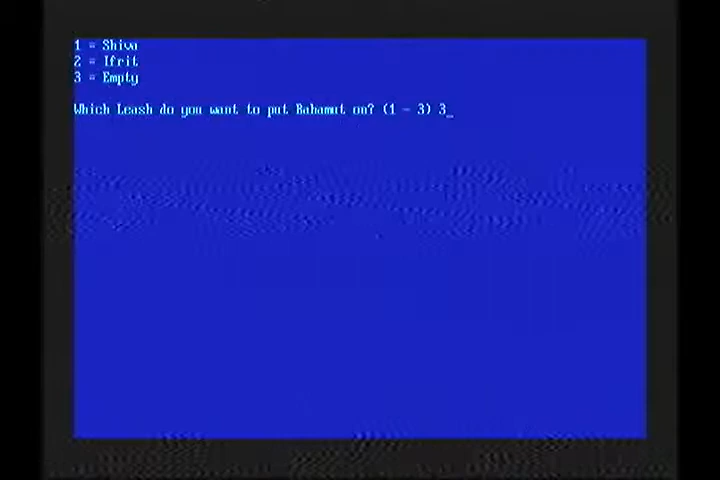 1 = Shiva
2 = Ifrit
3 = Empty
Which Leash do you want to put Bahamut on? (1 - 3) 3_